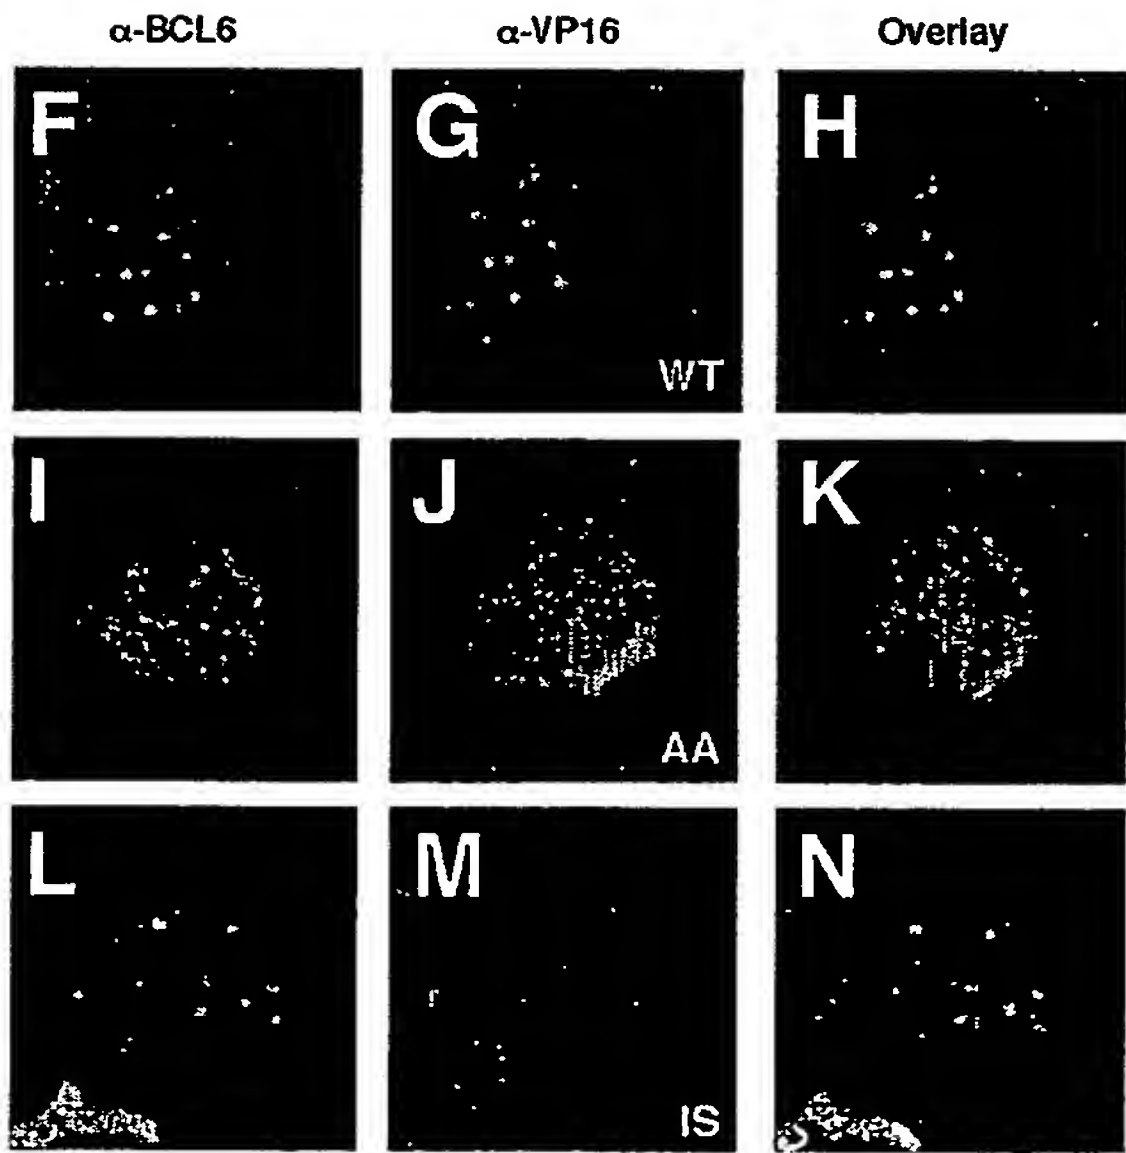 α-BCL6 α-VP16 Overlay
F G H
WT
I J K
AA
L M N
IS